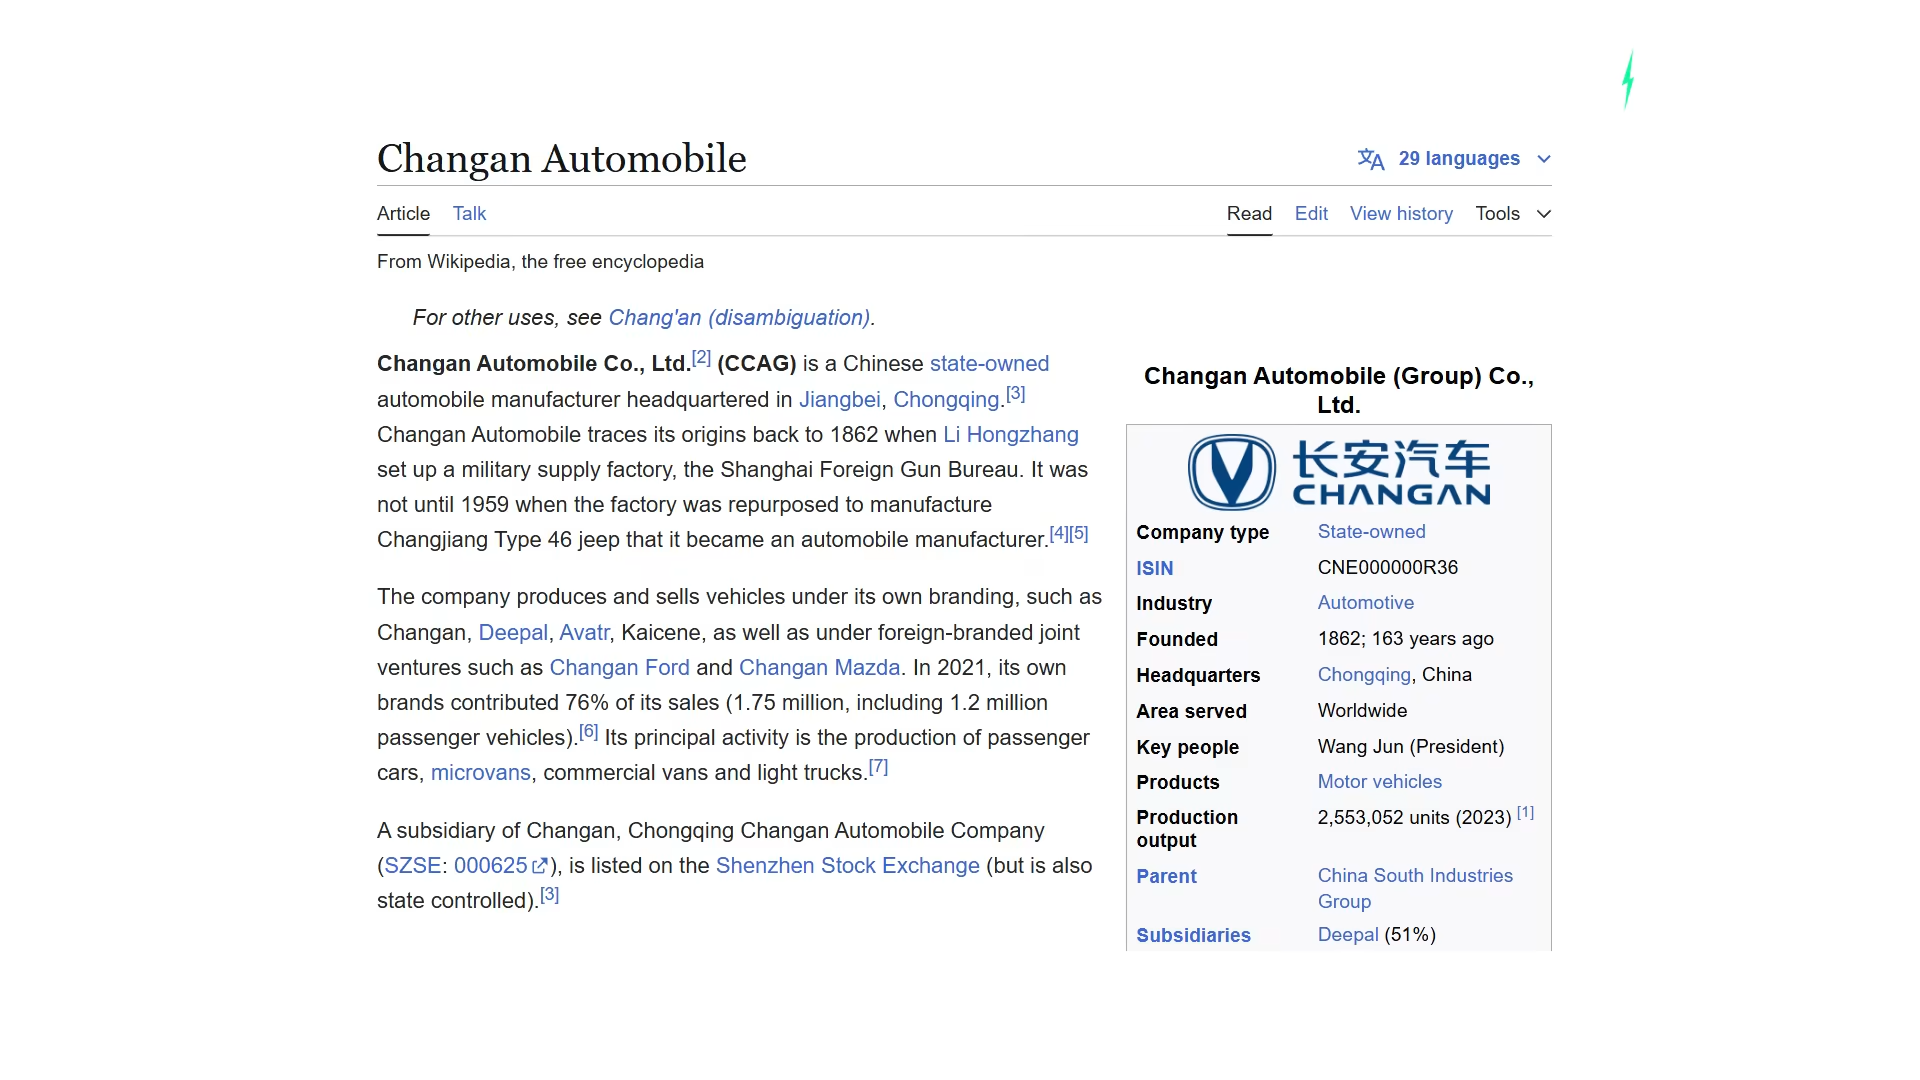 Changan Automobile
29 languages
Article Talk
Read Edit View history Tools
From Wikipedia, the free encyclopedia
For other uses, see Chang'an (disambiguation).
Changan Automobile Co., Ltd.[2] (CCAG) is a Chinese state-owned
automobile manufacturer headquartered in Jiangbei, Chongqing.[3]
Changan Automobile traces its origins back to 1862 when Li Hongzhang
set up a military supply factory, the Shanghai Foreign Gun Bureau. It was
not until 1959 when the factory was repurposed to manufacture
Changjiang Type 46 jeep that it became an automobile manufacturer.[4][5]
The company produces and sells vehicles under its own branding, such as
Changan, Deepal, Avatr, Kaicene, as well as under foreign-branded joint
ventures such as Changan Ford and Changan Mazda. In 2021, its own
brands contributed 76% of its sales (1.75 million, including 1.2 million
passenger vehicles).[6] Its principal activity is the production of passenger
cars, microvans, commercial vans and light trucks.[7]
A subsidiary of Changan, Chongqing Changan Automobile Company
(SZSE: 000625), is listed on the Shenzhen Stock Exchange (but is also
state controlled).[3]
Changan Automobile (Group) Co.,
Ltd.
长安汽车
CHANGAN
Company type State-owned
ISIN CNE000000R36
Industry Automotive
Founded 1862; 163 years ago
Headquarters Chongqing, China
Area served Worldwide
Key people Wang Jun (President)
Products Motor vehicles
Production 2,553,052 units (2023) [1]
output
Parent China South Industries
Group
Subsidiaries Deepal (51%)